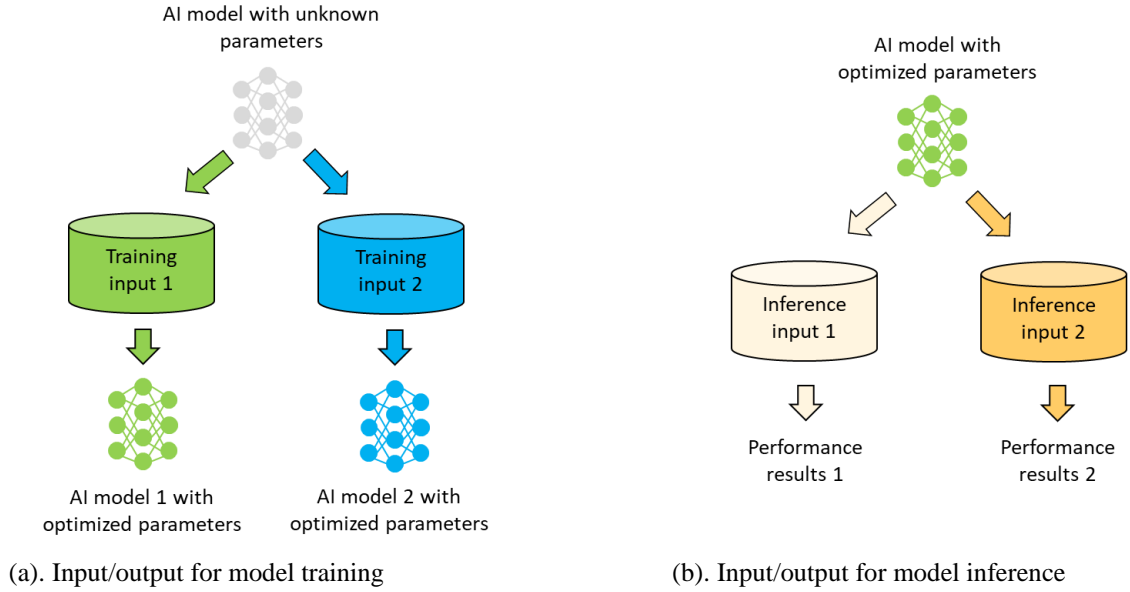 AI model with unknown
parameters
Training
input 1
Training
input 2
AI model 1 with
optimized parameters
AI model 2 with
optimized parameters
(a). Input/output for model training
AI model with
optimized parameters
Inference
input 1
Inference
input 2
Performance
results 1
Performance
results 2
(b). Input/output for model inference